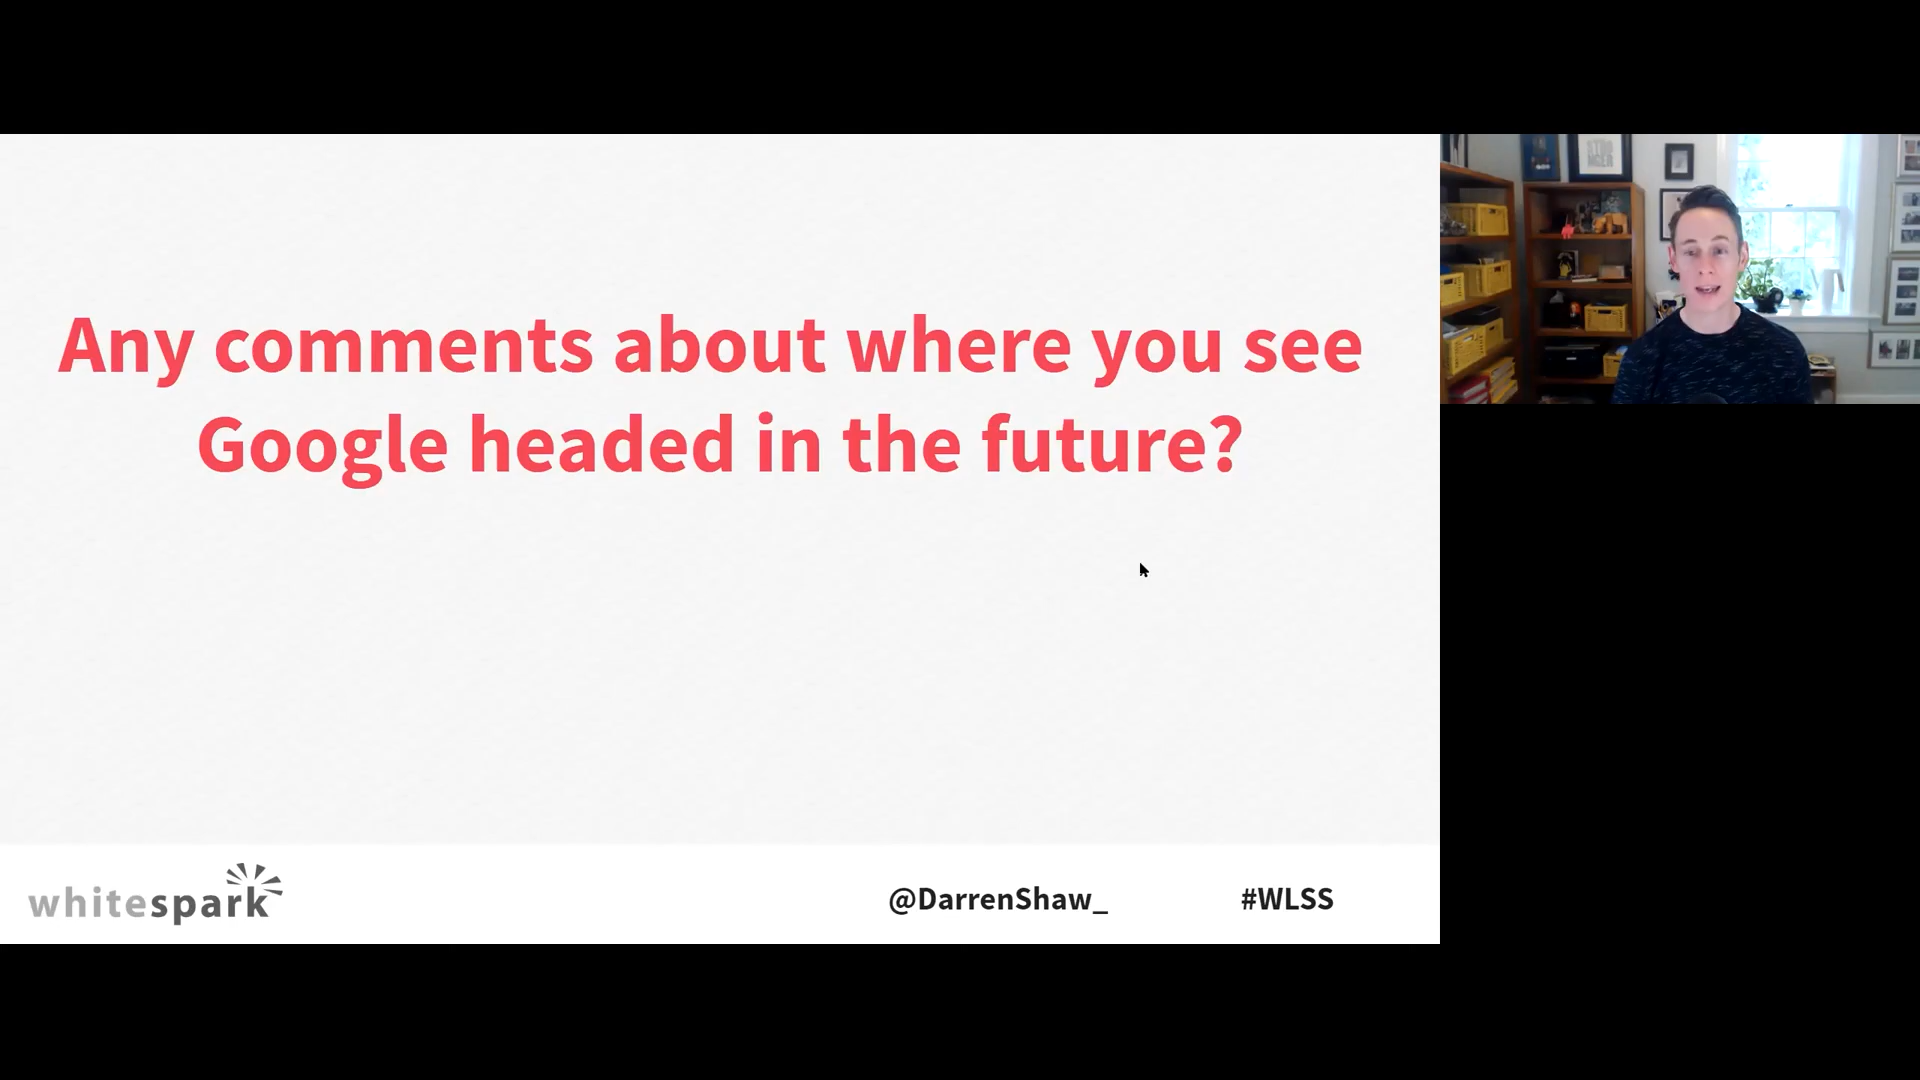 Any comments about where you see
Google headed in the future?
whitespark
@DarrenShaw_
#WLSS